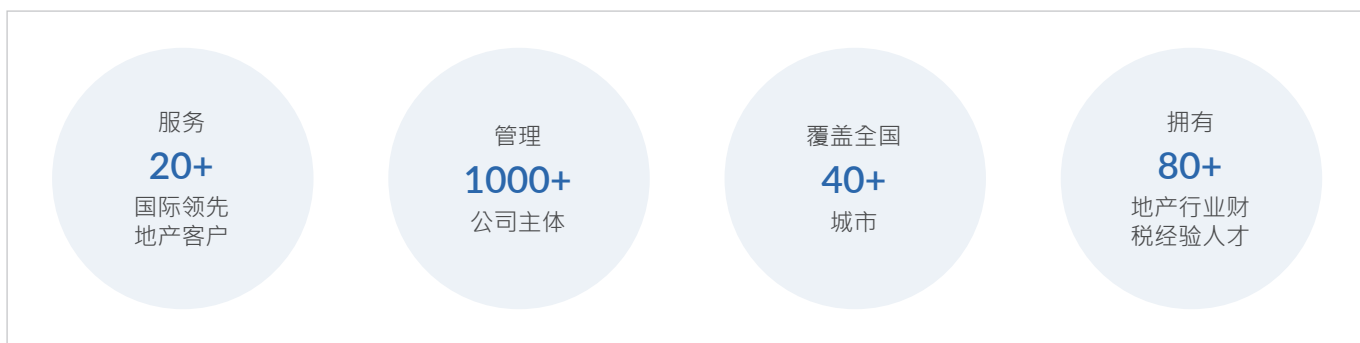 服务
20+
国际领先
地产客户
管理
1000+
公司主体
覆盖全国
40+
城市
拥有
80+
地产行业财
税经验人才